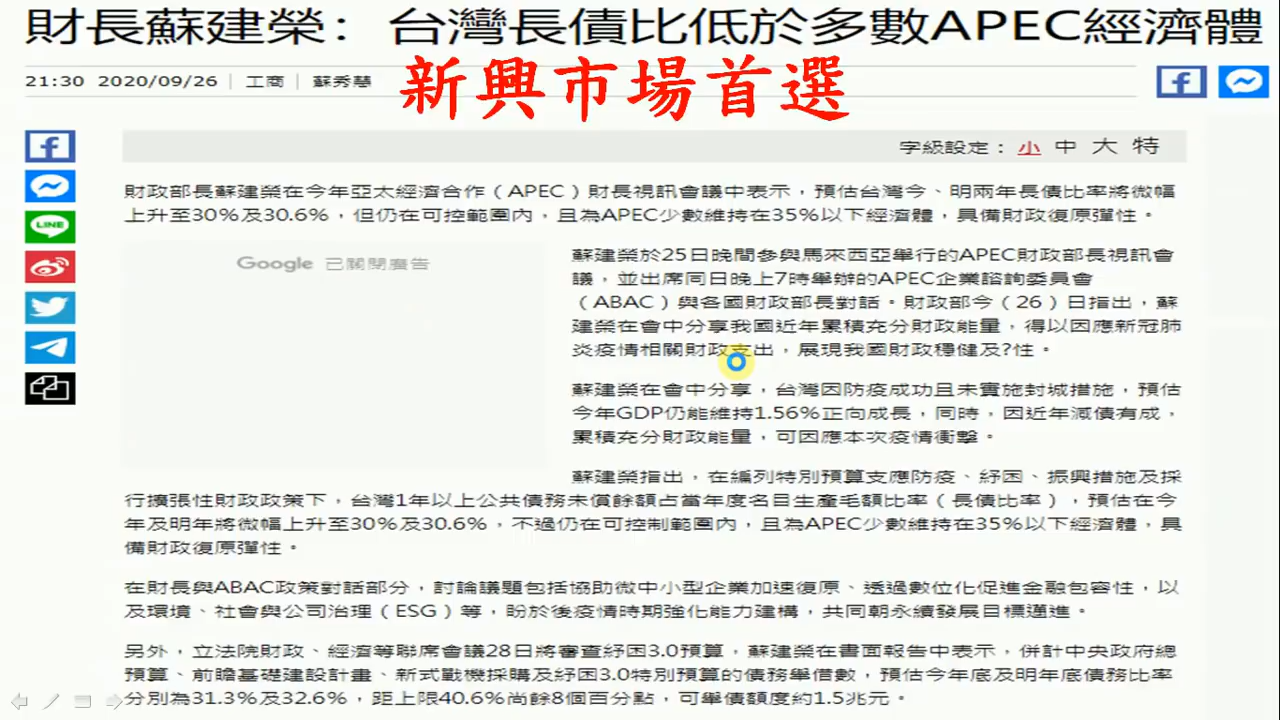 財長蘇建榮：台灣長債比低於多數APEC經濟體
新興市場首選
21:30 2020/09/26 | 工商 | 蘇秀慧
字級設定：小 中 大 特
財政部長蘇建榮在今年亞太經濟合作（APEC）財長視訊會議中表示，預估台灣今、明兩年長債比率將微幅
上升至30%及30.6%，但仍在可控範圍內，且為APEC少數維持在35%以下經濟體，具備財政復原彈性。
LINE
Google 已關閉廣告
蘇建榮於25日晚間參與馬來西亞舉行的APEC財政部長視訊會
議，並出席同日晚上7時舉辦的APEC企業諮詢委員會
（ABAC）與各國財政部長對話。財政部今（26）日指出，蘇
建榮在會中分享我國近年累積充分財政能量，得以因應新冠肺
炎疫情相關財政支出，展現我國財政穩健及?性。
蘇建榮在會中分享，台灣因防疫成功且未實施封城措施，預估
今年GDP仍能維持1.56%正向成長，同時，因近年減債有成，
累積充分財政能量，可因應本次疫情衝擊。
蘇建榮指出，在編列特別預算支應防疫、紓困、振興措施及採
行擴張性財政政策下，台灣1年以上公共債務未償餘額占當年度名目生產毛額比率（長債比率），預估在今
年及明年將微幅上升至30%及30.6%，不過仍在可控制範圍內，且為APEC少數維持在35%以下經濟體，具
備財政復原彈性。
在財長與ABAC政策對話部分，討論議題包括協助微中小型企業加速復原、透過數位化促進金融包容性，以
及環境、社會與公司治理（ESG）等，盼於後疫情時期強化能力建構，共同朝永續發展目標邁進。
另外，立法院財政、經濟等聯席會議28日將審查紓困3.0預算，蘇建榮在書面報告中表示，併計中央政府總
預算、前瞻基礎建設計畫、新式戰機採購及紓困3.0特別預算的債務舉借數，預估今年底及明年底債務比率
分別為31.3%及32.6%，距上限40.6%尚餘8個百分點，可舉債額度約1.5兆元。